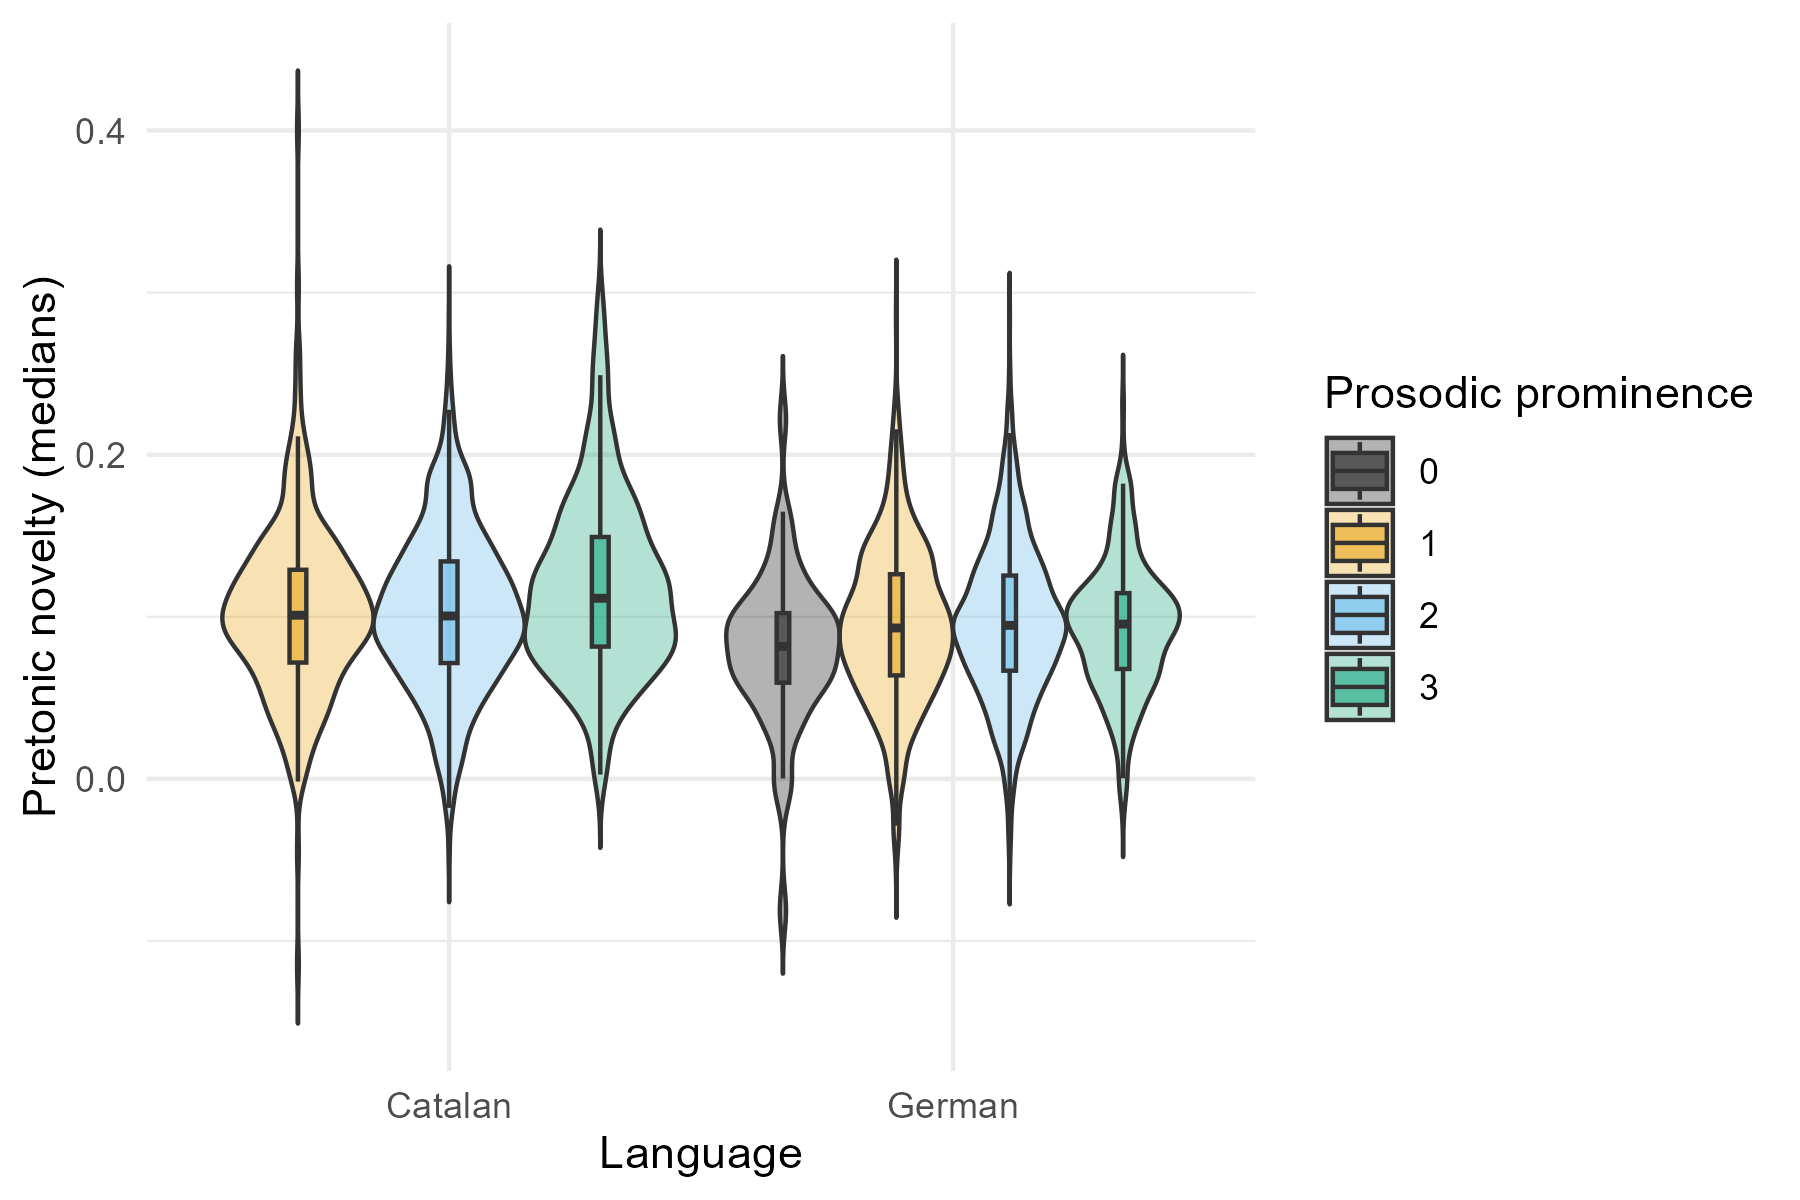 Pretonic novelty (medians)
0.4
0.2
0.0
Catalan
German
Language
Prosodic prominence
0
1
2
3